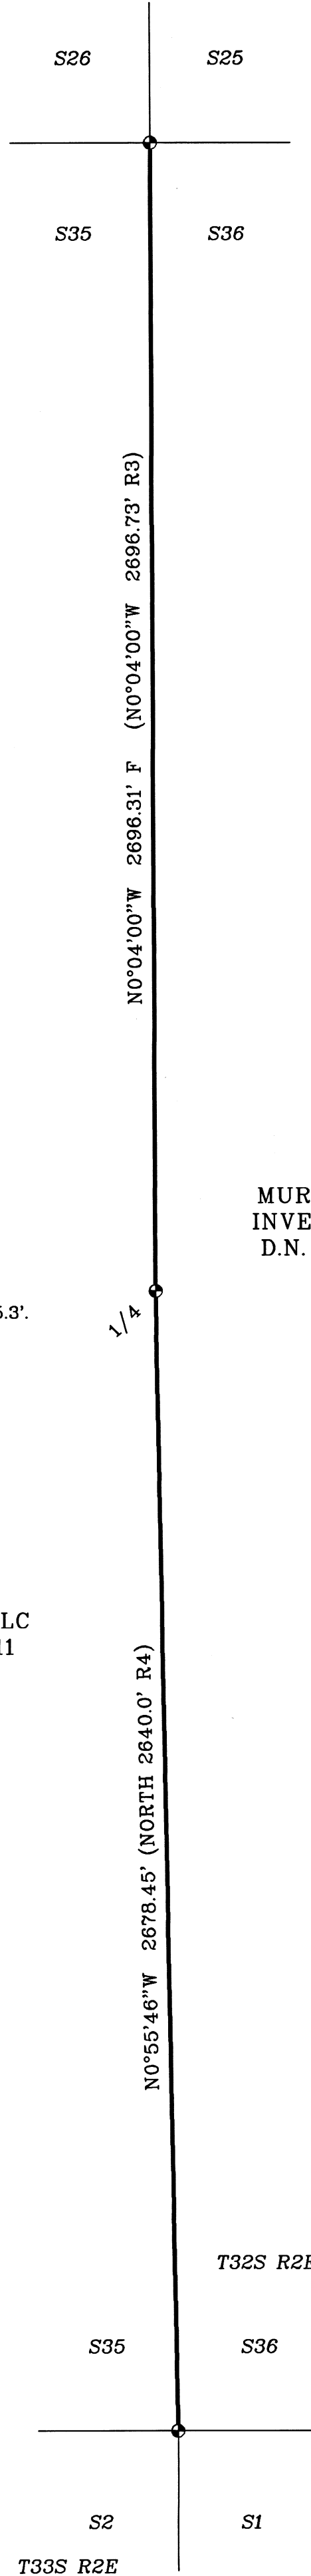 S26 S25
S35 S36
N0°04'00"W 2696.31' F (N0°04'00"W 2696.73' R3)
MUR
INVE
D.N.
.3'.
1/4
LC
11
N0°55'46"W 2678.45' (NORTH 2640.0' R4)
T32S R2E
S35 S36
S2 S1
T33S R2E